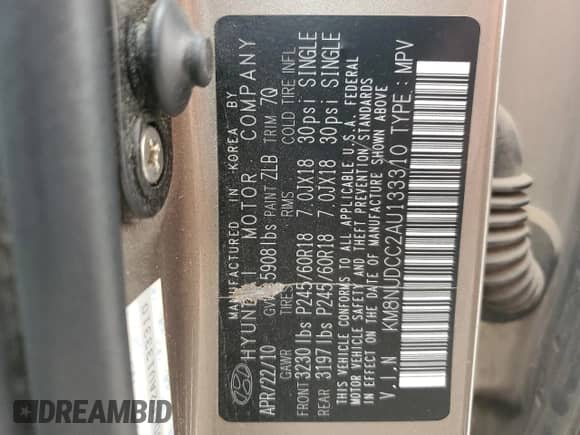 MANUFACTURED IN KOREA BY
HYUNDAI MOTOR COMPANY
APR/22/10 GVWR 5908lbs PAINT ZLB TRIM 7Q
GAWR TIRES RIMS COLD TIRE INFL
FRONT 3230 lbs P245/60R18 7.0JX18 30psi SINGLE
REAR 3197 lbs P245/60R18 7.0JX18 30psi SINGLE
THIS VEHICLE CONFORMS TO ALL APPLICABLE U.S.A. FEDERAL
MOTOR VEHICLE SAFETY AND THEFT PREVENTION STANDARDS
IN EFFECT ON THE DATE OF MANUFACTURE SHOWN ABOVE
V.I.N KM8NUDCC2AU133310 TYPE : MPV
DREAMBID